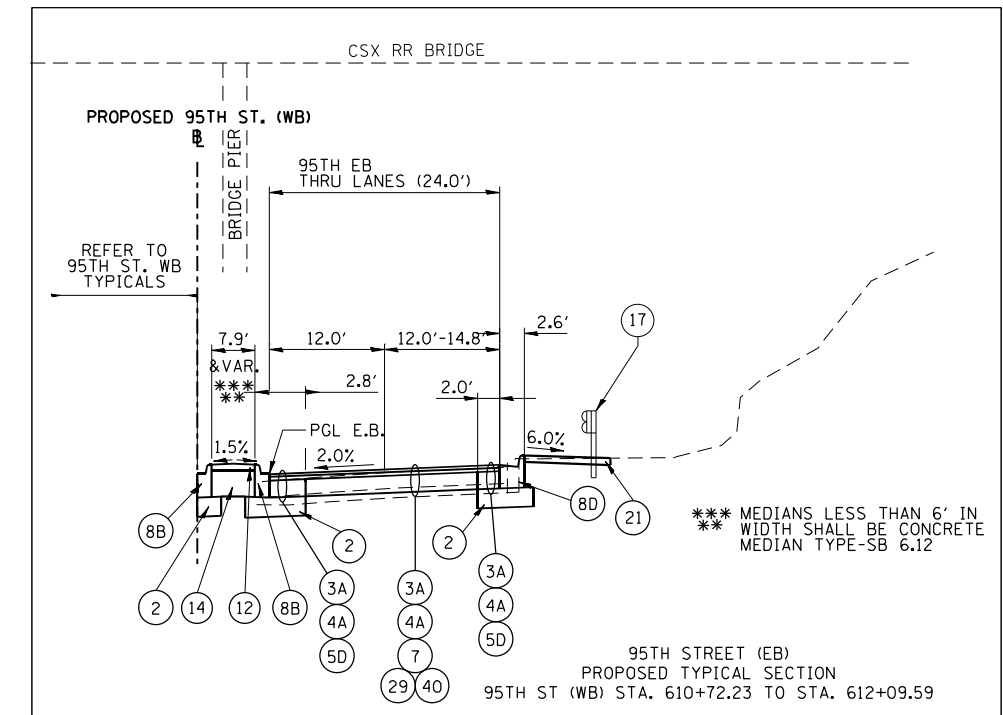 CSX RR BRIDGE
PROPOSED 95TH ST. (WB)
BRIDGE PIER
95TH EB
THRU LANES (24.0')
REFER TO
95TH ST. WB
TYPICALS
17
2.6'
7.9'
12.0'
12.0'-14.8'
&VAR.
***
**
2.8'
2.0'
PGL E.B.
1.5%
2.0%
6.0%
8B
8D
21
*** MEDIANS LESS THAN 6' IN
** WIDTH SHALL BE CONCRETE
MEDIAN TYPE-SB 6.12
2
2
2
14
12
8B
3A
4A
5D
3A
4A
7
29
40
3A
4A
5D
95TH STREET (EB)
PROPOSED TYPICAL SECTION
95TH ST (WB) STA. 610+72.23 TO STA. 612+09.59